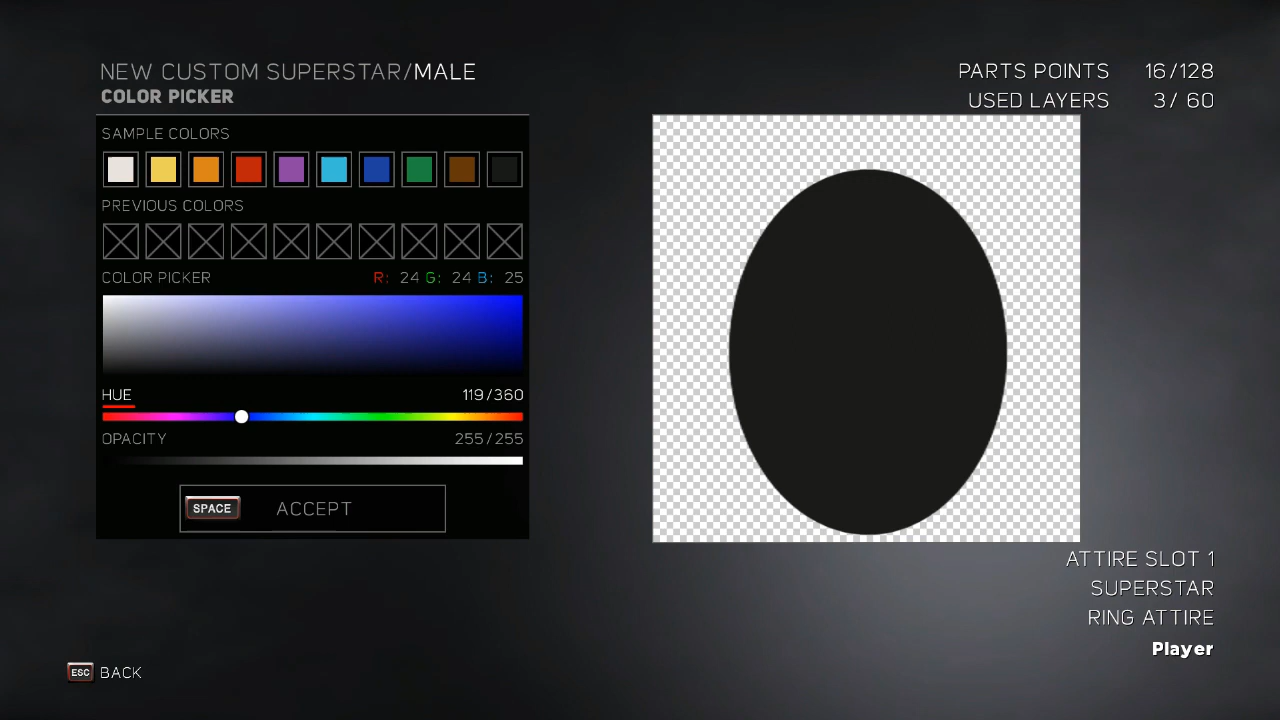 NEW CUSTOM SUPERSTAR/MALE
COLOR PICKER
PARTS POINTS 16/128
USED LAYERS 3/ 60
SAMPLE COLORS
PREVIOUS COLORS
COLOR PICKER R: 24 G: 24 B: 25
HUE 119/360
OPACITY 255/255
SPACE ACCEPT
ATTIRE SLOT 1
SUPERSTAR
RING ATTIRE
Player
ESC BACK